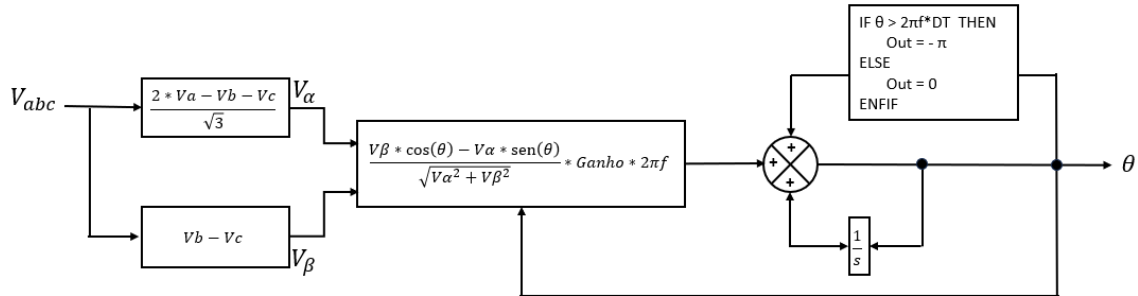 IF θ > 2πf*DT THEN
Out = - π
ELSE
Out = 0
ENFIF
V_abc
2 * Va − Vb − Vc
√3
V_α
Vβ * cos(θ) − Vα * sen(θ)
√Vα² + Vβ²
* Ganho * 2πf
+
+
+
θ
Vb − Vc
V_β
1
s